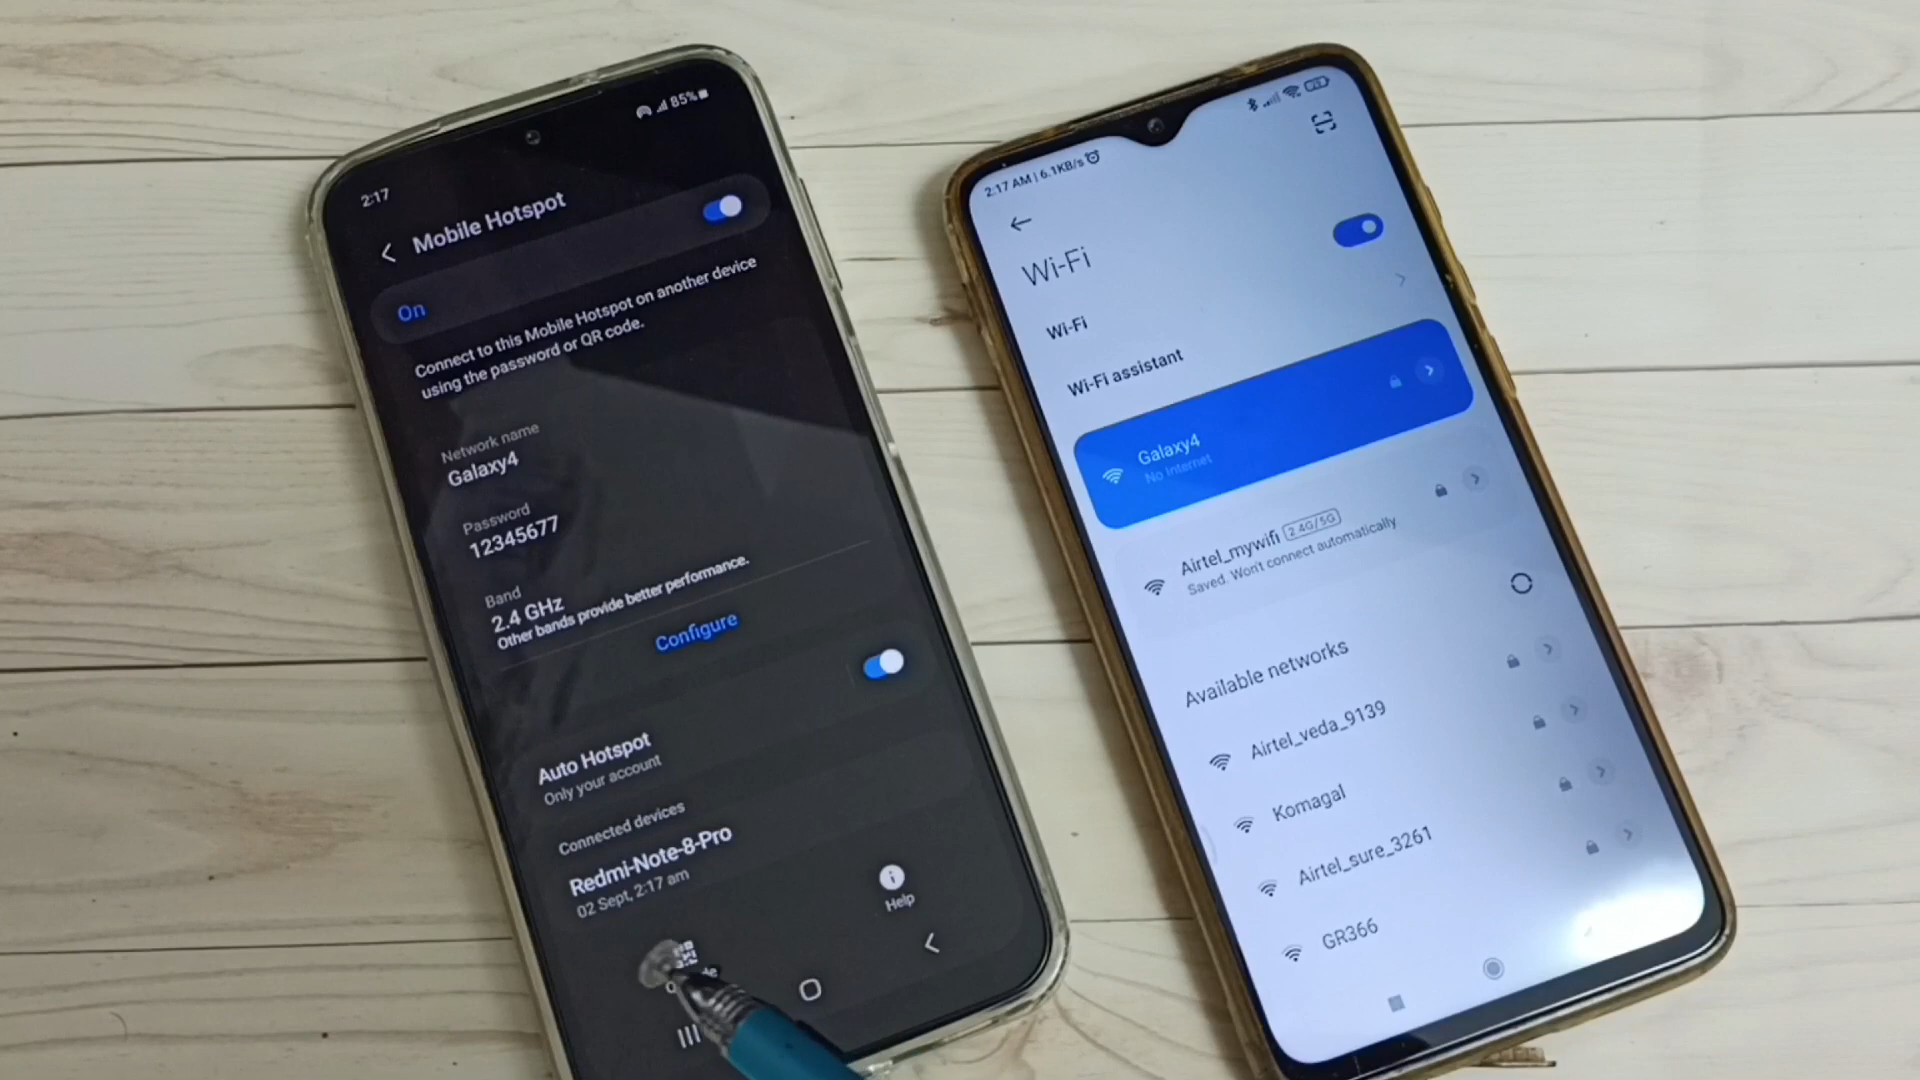 2:17
85%
Mobile Hotspot
On
Connect to this Mobile Hotspot on another device
using the password or QR code.
Network name
Galaxy4
Password
12345677
Band
2.4 GHz
Other bands provide better performance.
Configure
Auto Hotspot
Only your account
Connected devices
Redmi-Note-8-Pro
02 Sept, 2:17 am
Help
2:17 AM | 6.1KB/s
Wi-Fi
Wi-Fi
Wi-Fi assistant
Galaxy4
No Internet
Airtel_mywifi 2.4G/5G
Saved. Won't connect automatically
Available networks
Airtel_veda_9139
Komagal
Airtel_sure_3261
GR366